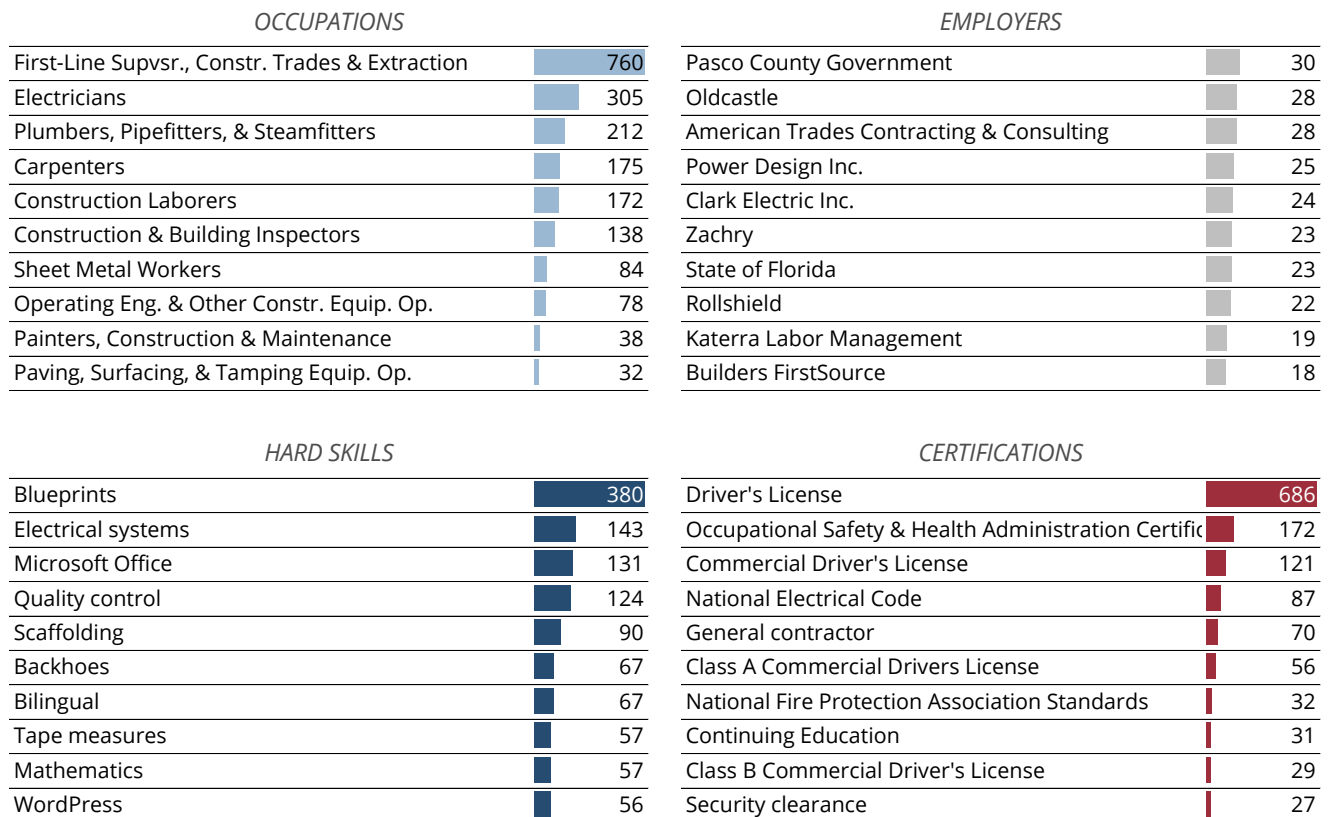 OCCUPATIONS
First-Line Supvsr., Constr. Trades & Extraction 760
Electricians 305
Plumbers, Pipefitters, & Steamfitters 212
Carpenters 175
Construction Laborers 172
Construction & Building Inspectors 138
Sheet Metal Workers 84
Operating Eng. & Other Constr. Equip. Op. 78
Painters, Construction & Maintenance 38
Paving, Surfacing, & Tamping Equip. Op. 32
EMPLOYERS
Pasco County Government 30
Oldcastle 28
American Trades Contracting & Consulting 28
Power Design Inc. 25
Clark Electric Inc. 24
Zachry 23
State of Florida 23
Rollshield 22
Katerra Labor Management 19
Builders FirstSource 18
HARD SKILLS
Blueprints 380
Electrical systems 143
Microsoft Office 131
Quality control 124
Scaffolding 90
Backhoes 67
Bilingual 67
Tape measures 57
Mathematics 57
WordPress 56
CERTIFICATIONS
Driver's License 686
Occupational Safety & Health Administration Certific 172
Commercial Driver's License 121
National Electrical Code 87
General contractor 70
Class A Commercial Drivers License 56
National Fire Protection Association Standards 32
Continuing Education 31
Class B Commercial Driver's License 29
Security clearance 27